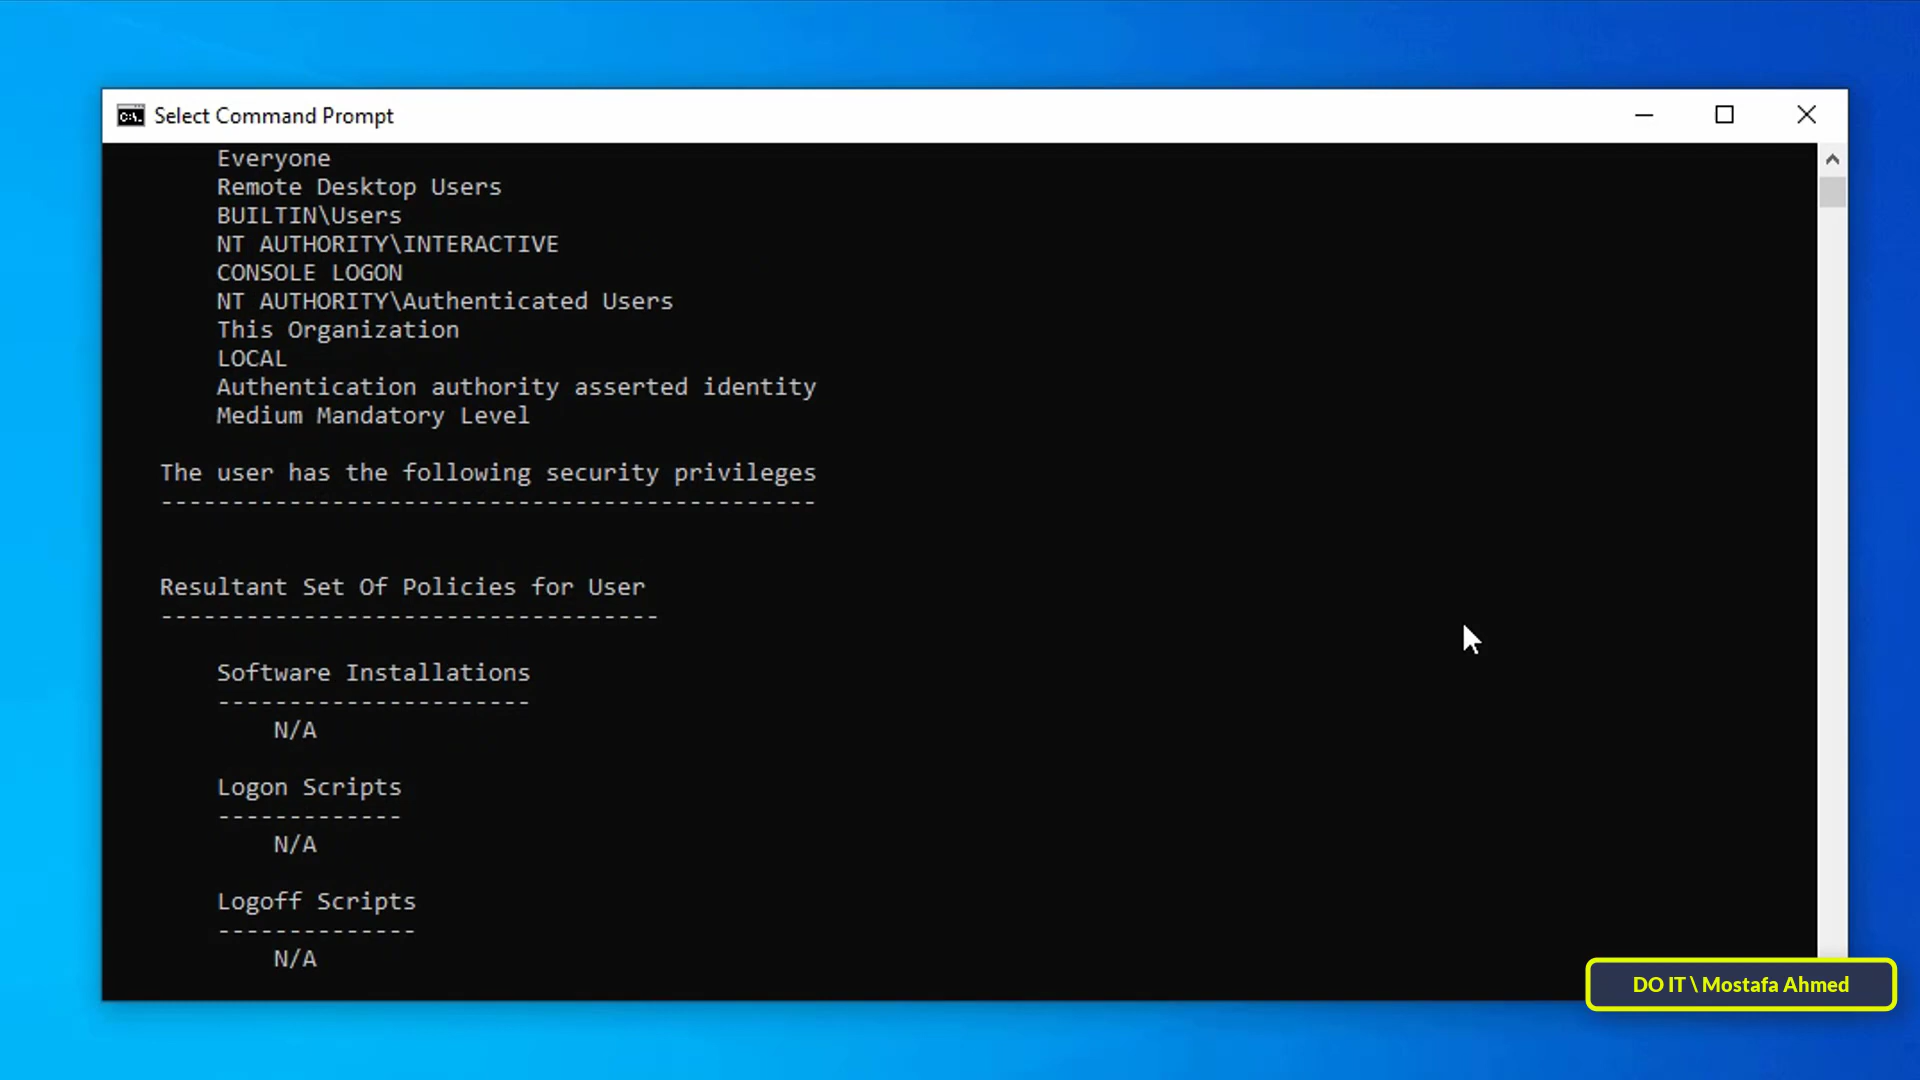 Select Command Prompt
Everyone
Remote Desktop Users
BUILTIN\Users
NT AUTHORITY\INTERACTIVE
CONSOLE LOGON
NT AUTHORITY\Authenticated Users
This Organization
LOCAL
Authentication authority asserted identity
Medium Mandatory Level
The user has the following security privileges
----------------------------------------------
Resultant Set Of Policies for User
-----------------------------------
Software Installations
----------------------
N/A
Logon Scripts
-------------
N/A
Logoff Scripts
--------------
N/A
DO IT \ Mostafa Ahmed